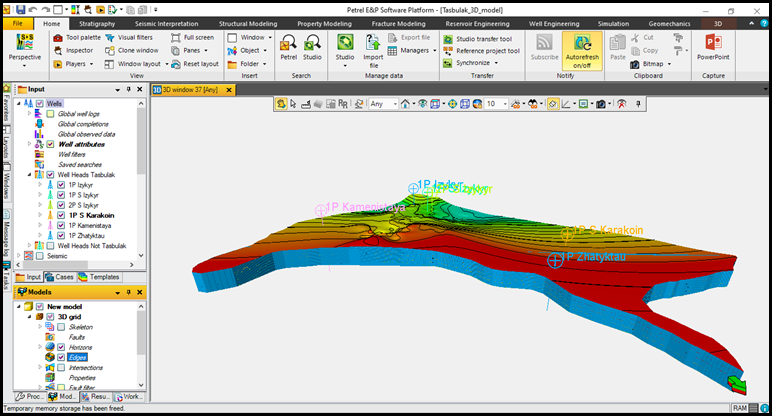 Petrel E&P Software Platform - [Tasbulak_3D_model]
File Home Stratigraphy Seismic Interpretation Structural Modeling Property Modeling Fracture Modeling Reservoir Engineering Well Engineering Simulation Geomechanics 3D
Perspective
Tool palette
Inspector
Players
Visual filters
Clone window
Window layout
Full screen
Panes
Reset layout
View
Window
Object
Folder
Insert
Petrel
Studio
Search
Studio
Import file
Export file
Managers
Manage data
Studio transfer tool
Reference project tool
Synchronize
Transfer
Subscribe
Autorefresh on/off
Notify
Paste
Cut
Copy
Bitmap
Clipboard
PowerPoint
Capture
Favorites
Layouts
Windows
Message log
Tasks
Input
Wells
Global well logs
Global completions
Global observed data
Well attributes
Well filters
Saved searches
Well Heads Tasbulak
1P Izykyr
1P S Izykyr
2P S Izykyr
1P S Karakoin
1P Kamenistaya
1P Zhatyktau
Well Heads Not Tasbulak
Seismic
Input Cases Templates
Models
New model
3D grid
Skeleton
Faults
Horizons
Edges
Intersections
Properties
Fault filter
Proc... Mod... Resu... Work...
3D window 37 [Any]
Any
10
1P Izykyr
1P Kamenistaya
1P S Karakoin
1P Zhatyktau
Temporary memory storage has been freed.
RAM